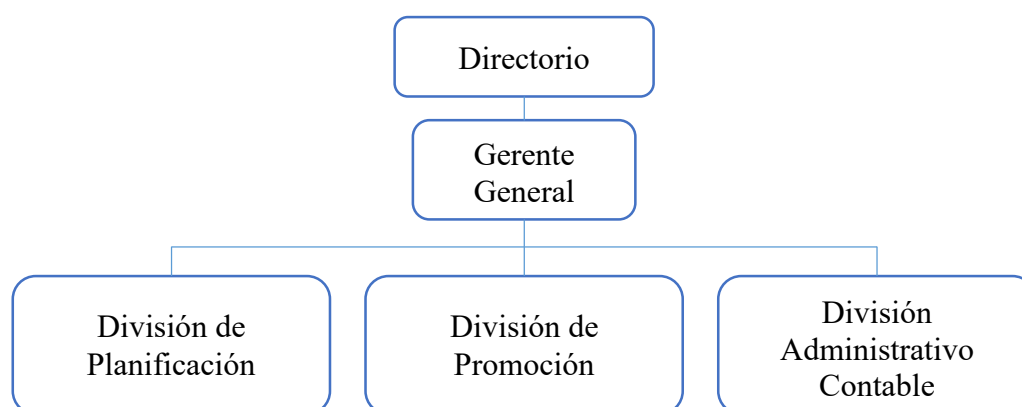 Directorio
Gerente
General
División de
Planificación
División de
Promoción
División
Administrativo
Contable